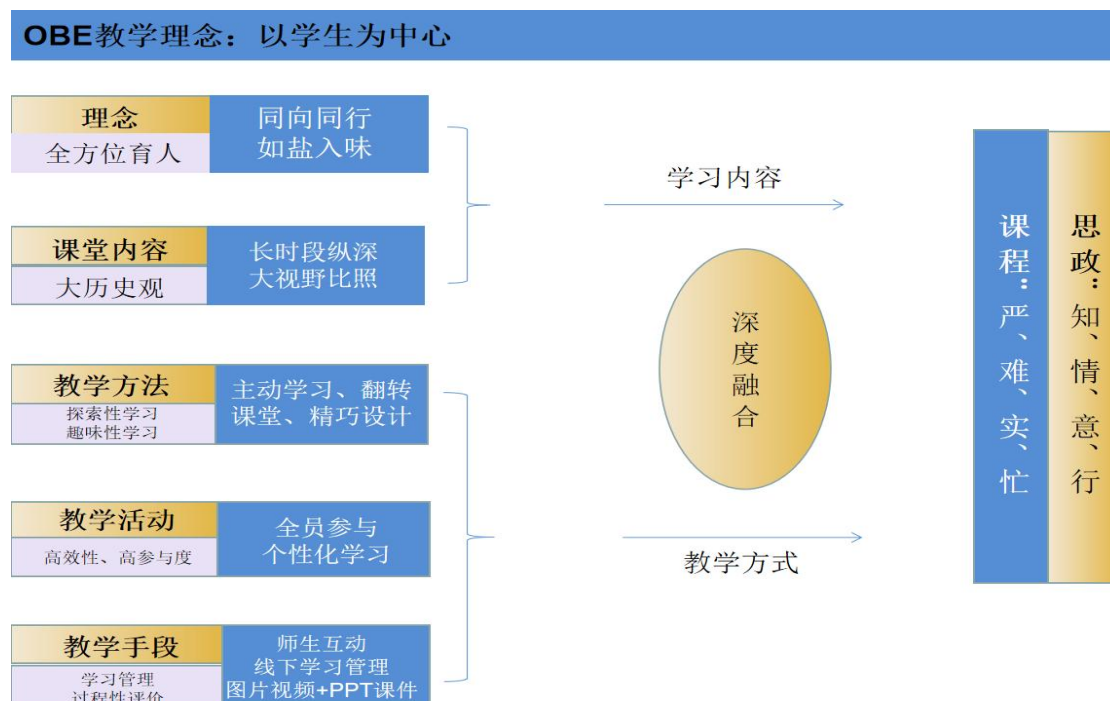 OBE教学理念：以学生为中心
理念
全方位育人
同向同行
如盐入味
课堂内容
大历史观
长时段纵深
大视野比照
教学方法
探索性学习
趣味性学习
主动学习、翻转
课堂、精巧设计
教学活动
高效性、高参与度
全员参与
个性化学习
教学手段
学习管理
过程性评价
师生互动
线下学习管理
图片视频+PPT课件
学习内容
深度融合
教学方式
课程：严、难、实、忙
思政：知、情、意、行